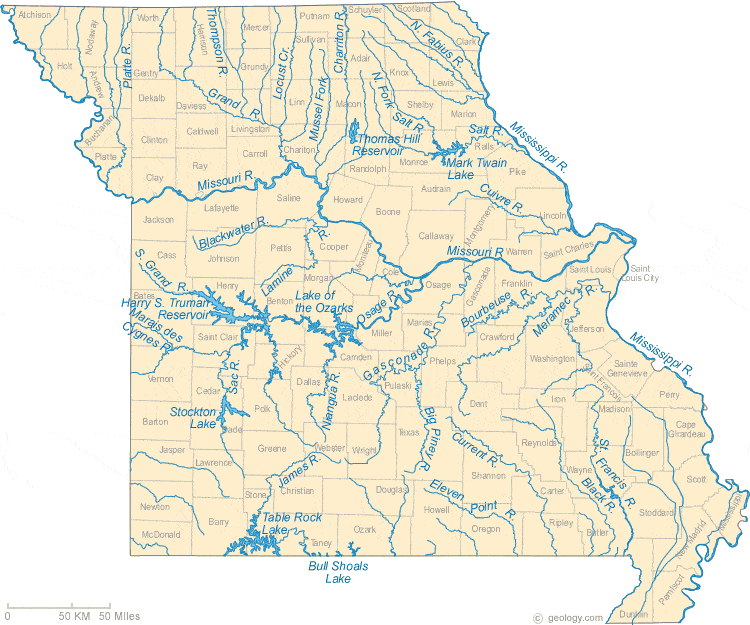 Atchison
Nodaway
Worth
Harrison
Mercer
Putnam
Schuyler
Scotland
Clark
Platte R.
Thompson R.
Locust Cr.
Sullivan
Chariton R.
Adair
N. Fabius R.
Knox
Lewis
Holt
Andrew
Gentry
Grundy
Mussel Fork
Linn
Macon
N. Fork
Salt R.
Shelby
Marion
Dekalb
Daviess
Grand R.
Buchanan
Clinton
Caldwell
Livingston
Chariton
Thomas Hill
Reservoir
Salt R.
Ralls
Mississippi R.
Platte
Clay
Ray
Carroll
Randolph
Monroe
Mark Twain
Lake
Pike
Missouri R.
Saline
Howard
Audrain
Cuivre R.
Jackson
Lafayette
Boone
Callaway
Montgomery
Lincoln
Blackwater R.
Cass
Johnson
Pettis
Cooper
Moniteau
Missouri R
Warren
Saint Charles
S. Grand R.
Henry
Lamine R.
Morgan
Cole
Osage
Gasconade
Franklin
Saint Louis
Saint
Louis City
Bates
Harry S. Truman
Reservoir
Benton
Lake of
the Ozarks
Osage R.
Bourbeuse R.
Meramec R.
Jefferson
Marais des
Cygnes R.
Saint Clair
Hickory
Miller
Maries
Crawford
Mississippi R.
Vernon
Sac R.
Camden
Gasconade R.
Phelps
Washington
Sainte
Genevieve
Saint Francois
Cedar
Dallas
Niangua R.
Pulaski
Laclede
Iron
Perry
Stockton
Lake
Polk
Dent
Madison
Barton
Dade
Texas
Big Piney R.
Current R.
Reynolds
St. Francis R.
Cape
Girardeau
Jasper
Greene
Webster
Wright
Bollinger
Lawrence
James R.
Shannon
Wayne
Black R.
Scott
Newton
Stone
Christian
Douglas
Eleven Point R.
Carter
Stoddard
Mississippi
McDonald
Barry
Table Rock
Lake
Taney
Ozark
Howell
Oregon
Ripley
Butler
New Madrid
Bull Shoals
Lake
Pemiscot
Dunklin
0 50 KM 50 Miles
© geology.com